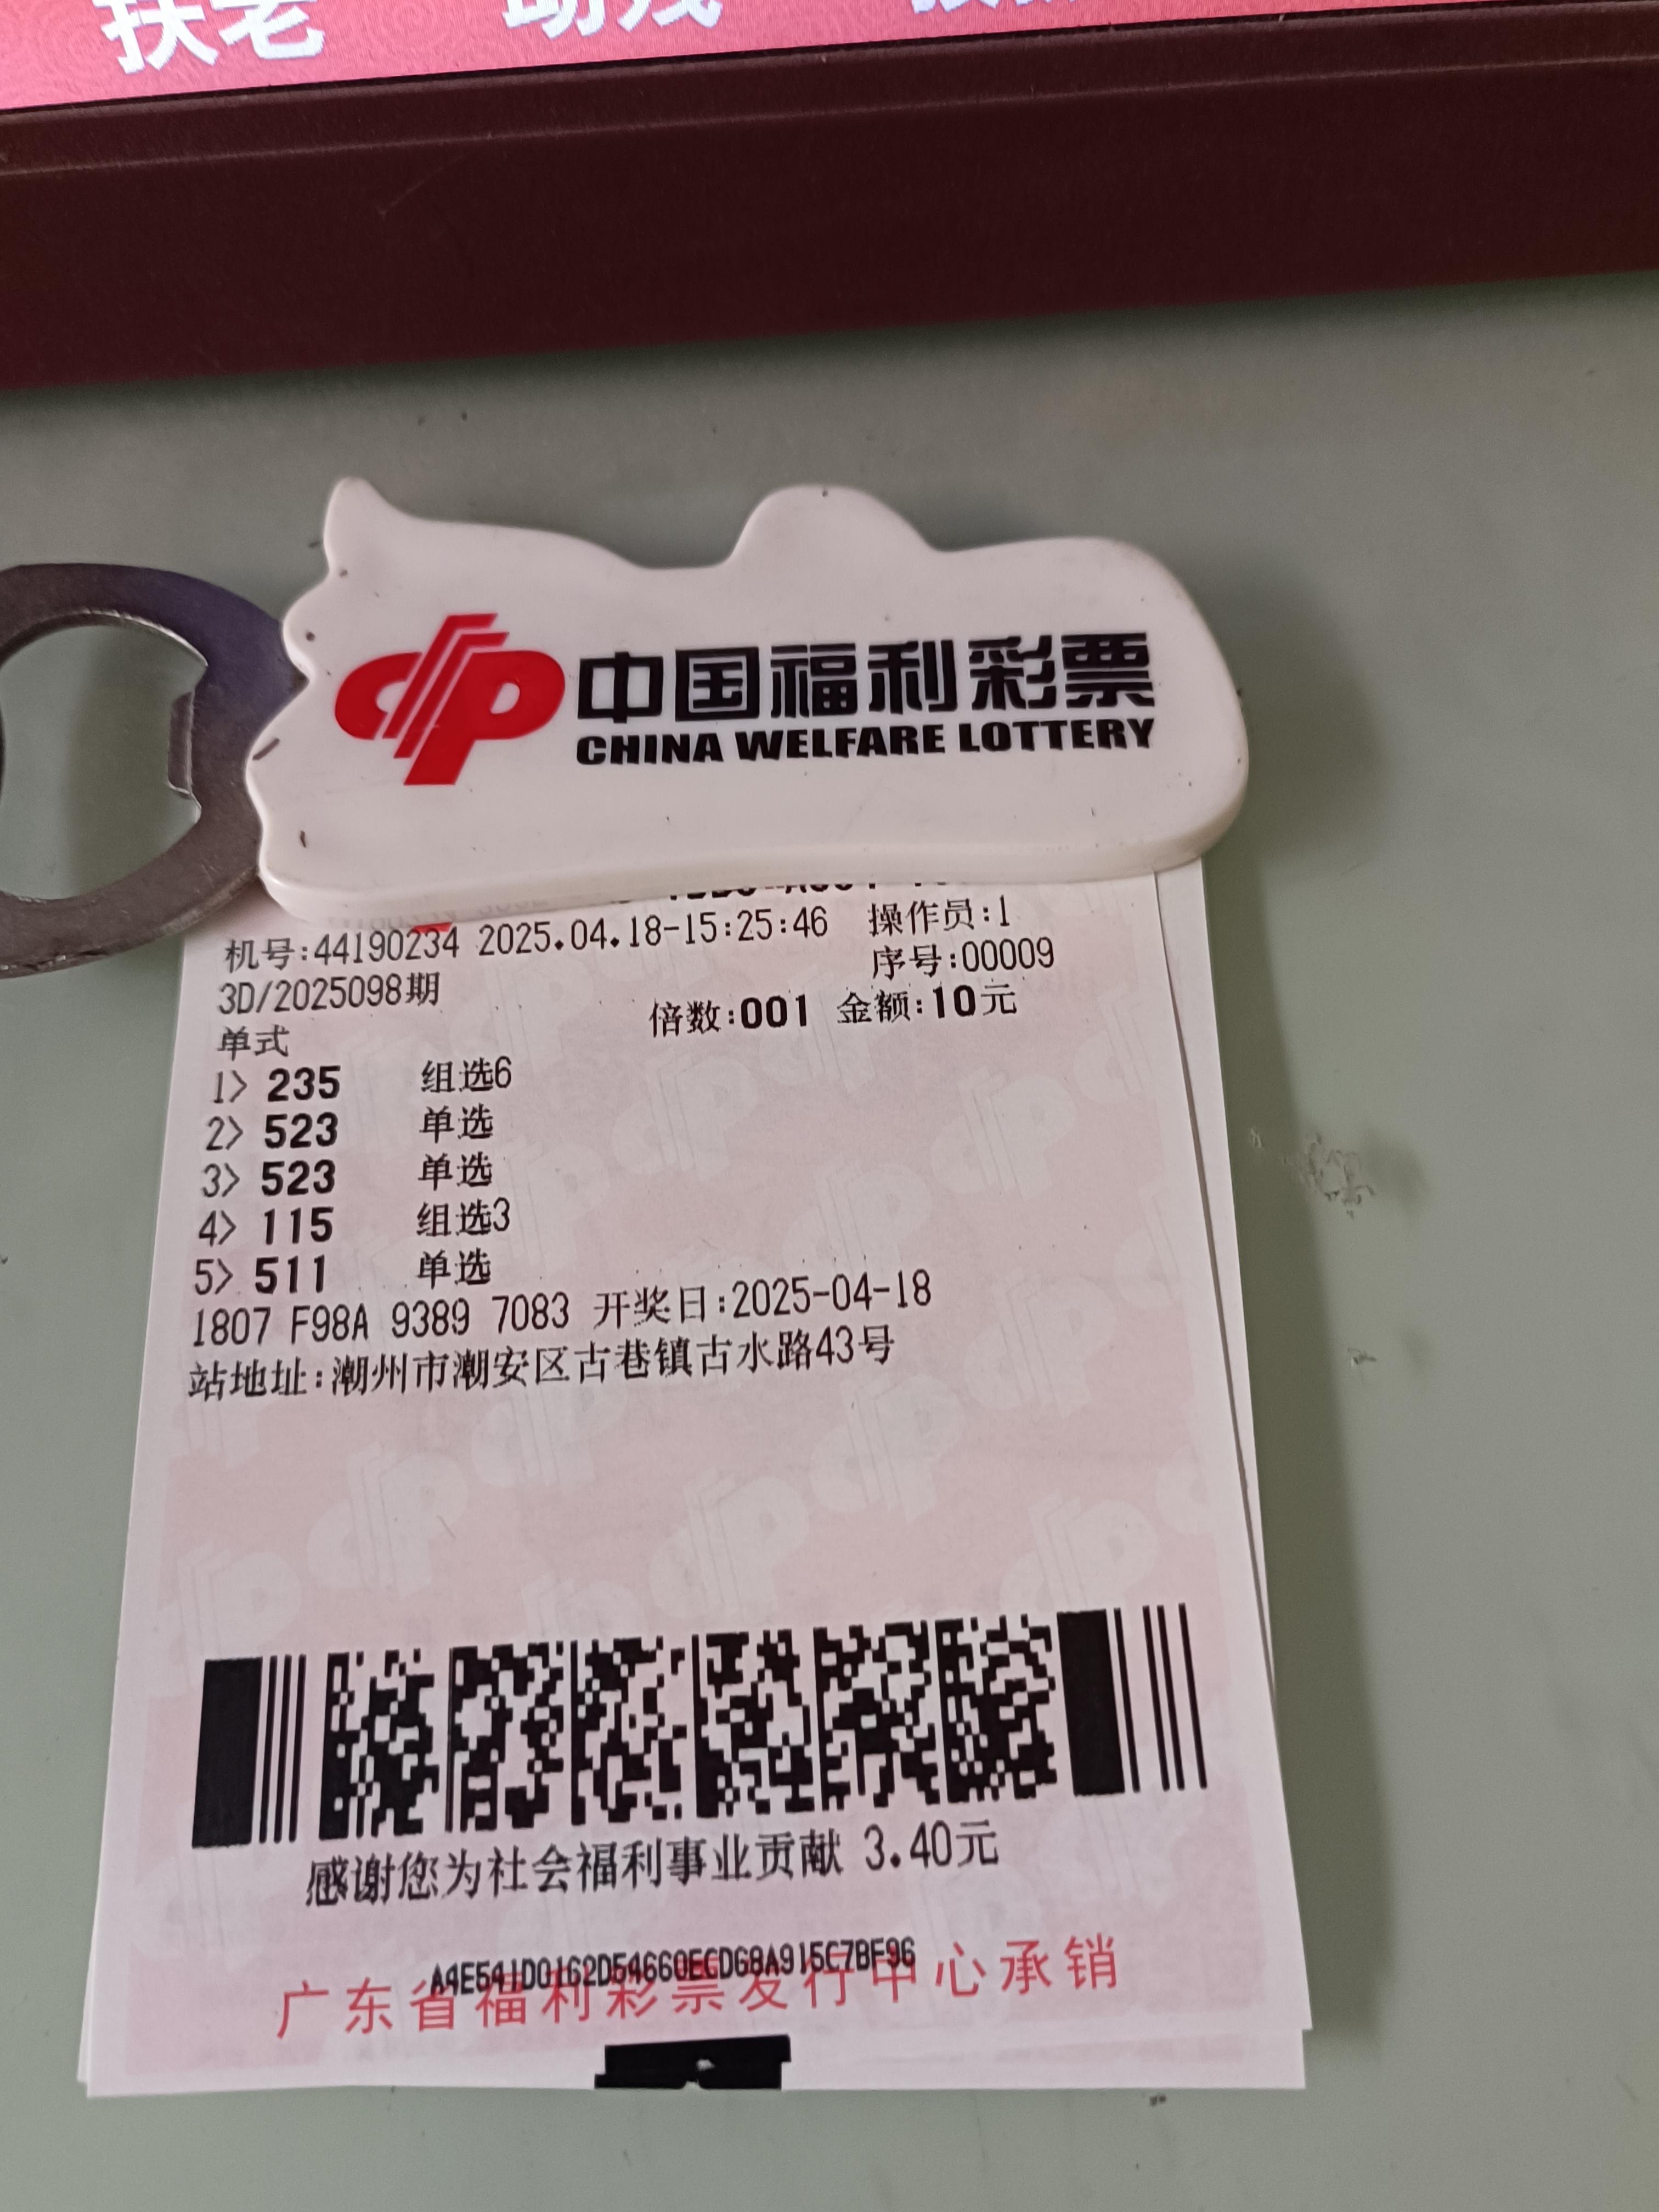 扶老
中国福利彩票
CHINA WELFARE LOTTERY
机号:44190234 2025.04.18-15:25:46 操作员:1
3D/2025098期 序号:00009
单式 倍数:001 金额:10元
1> 235 组选6
2> 523 单选
3> 523 单选
4> 115 组选3
5> 511 单选
1807 F98A 9389 7083 开奖日:2025-04-18
站地址:潮州市潮安区古巷镇古水路43号
感谢您为社会福利事业贡献 3.40元
广东省福利彩票发行中心承销